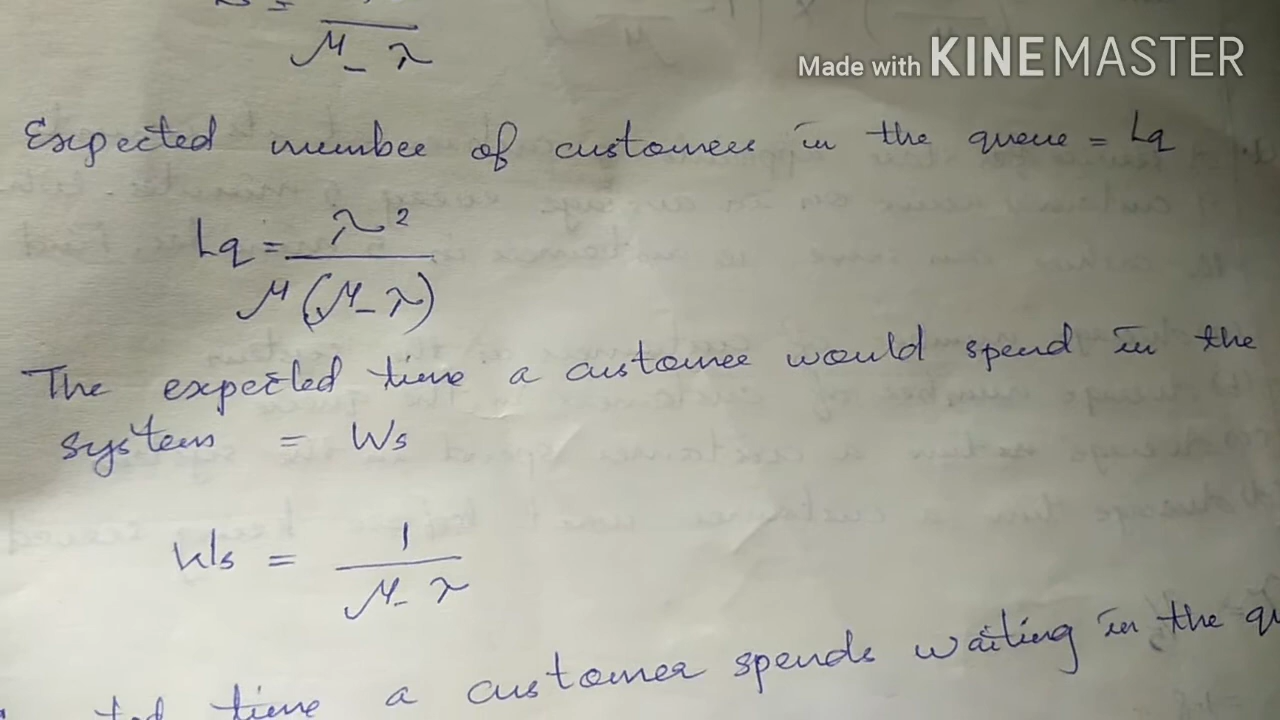 μ - λ
Made with KINEMASTER
Expected number of customers in the queue = Lq
Lq = λ²
μ(μ - λ)
The expected time a customer would spend in the
system = Ws
Ws = 1
μ - λ
time a customer spends waiting in the